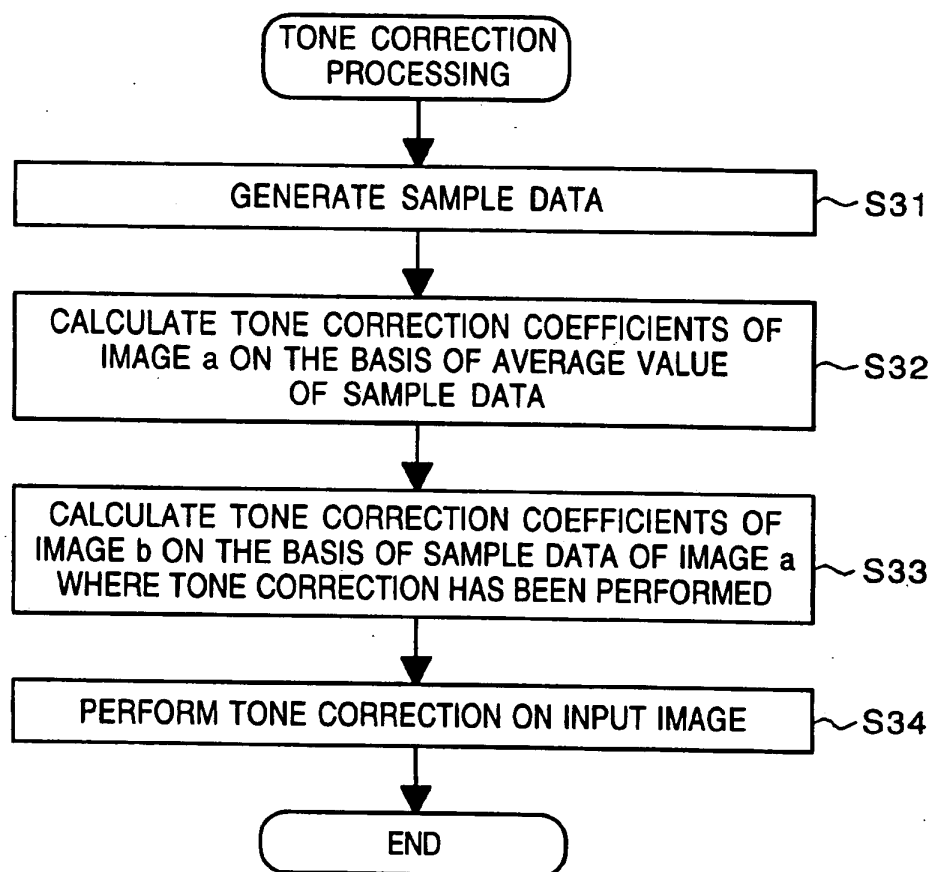 TONE CORRECTION
PROCESSING
GENERATE SAMPLE DATA
S31
CALCULATE TONE CORRECTION COEFFICIENTS OF
IMAGE a ON THE BASIS OF AVERAGE VALUE
OF SAMPLE DATA
S32
CALCULATE TONE CORRECTION COEFFICIENTS OF
IMAGE b ON THE BASIS OF SAMPLE DATA OF IMAGE a
WHERE TONE CORRECTION HAS BEEN PERFORMED
S33
PERFORM TONE CORRECTION ON INPUT IMAGE
S34
END